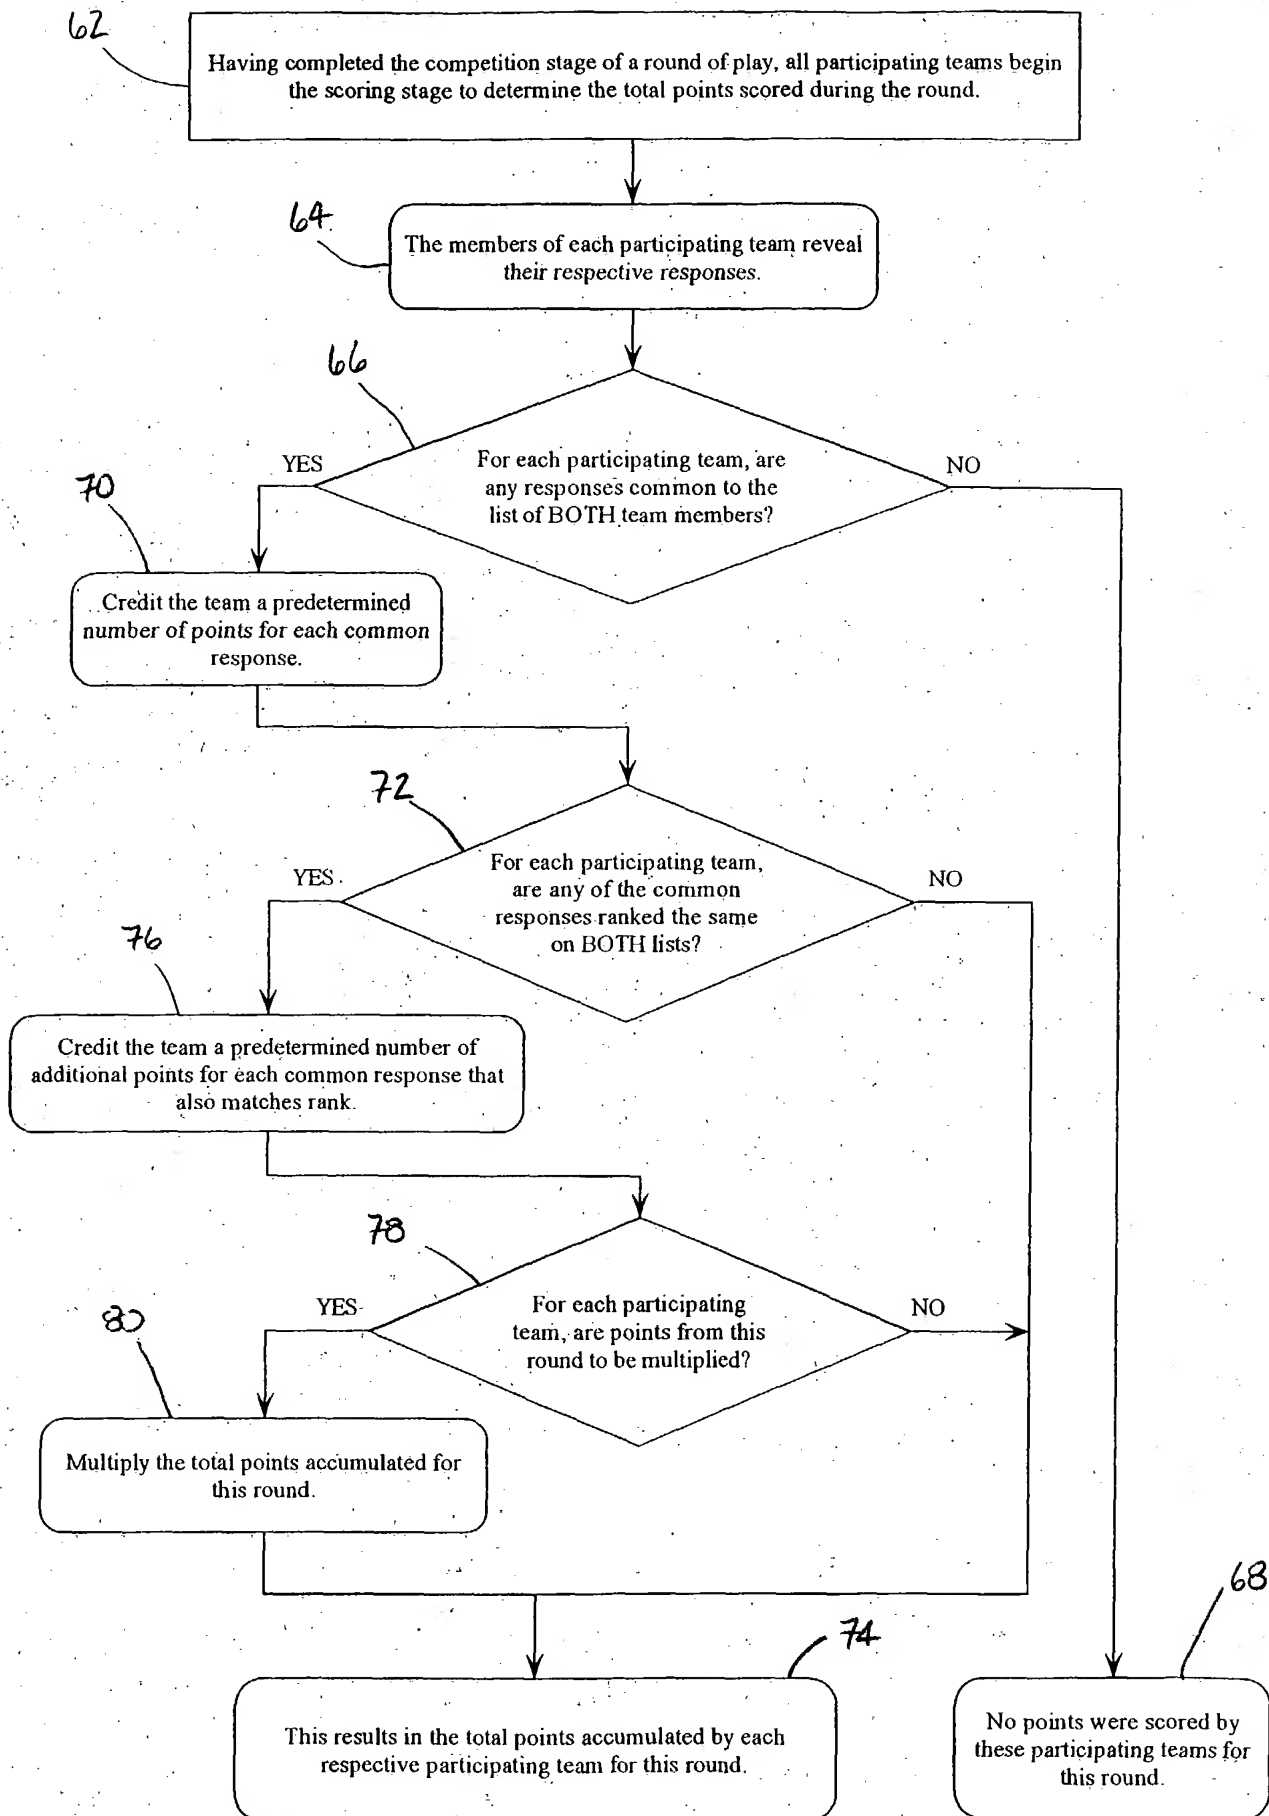 62
Having completed the competition stage of a round of play, all participating teams begin
the scoring stage to determine the total points scored during the round.
64
The members of each participating team reveal
their respective responses.
66
For each participating team, are
any responses common to the
list of BOTH team members?
YES
NO
70
Credit the team a predetermined
number of points for each common
response.
72
For each participating team,
are any of the common
responses ranked the same
on BOTH lists?
YES
NO
76
Credit the team a predetermined number of
additional points for each common response that
also matches rank.
78
For each participating
team, are points from this
round to be multiplied?
YES
NO
80
Multiply the total points accumulated for
this round.
74
This results in the total points accumulated by each
respective participating team for this round.
68
No points were scored by
these participating teams for
this round.